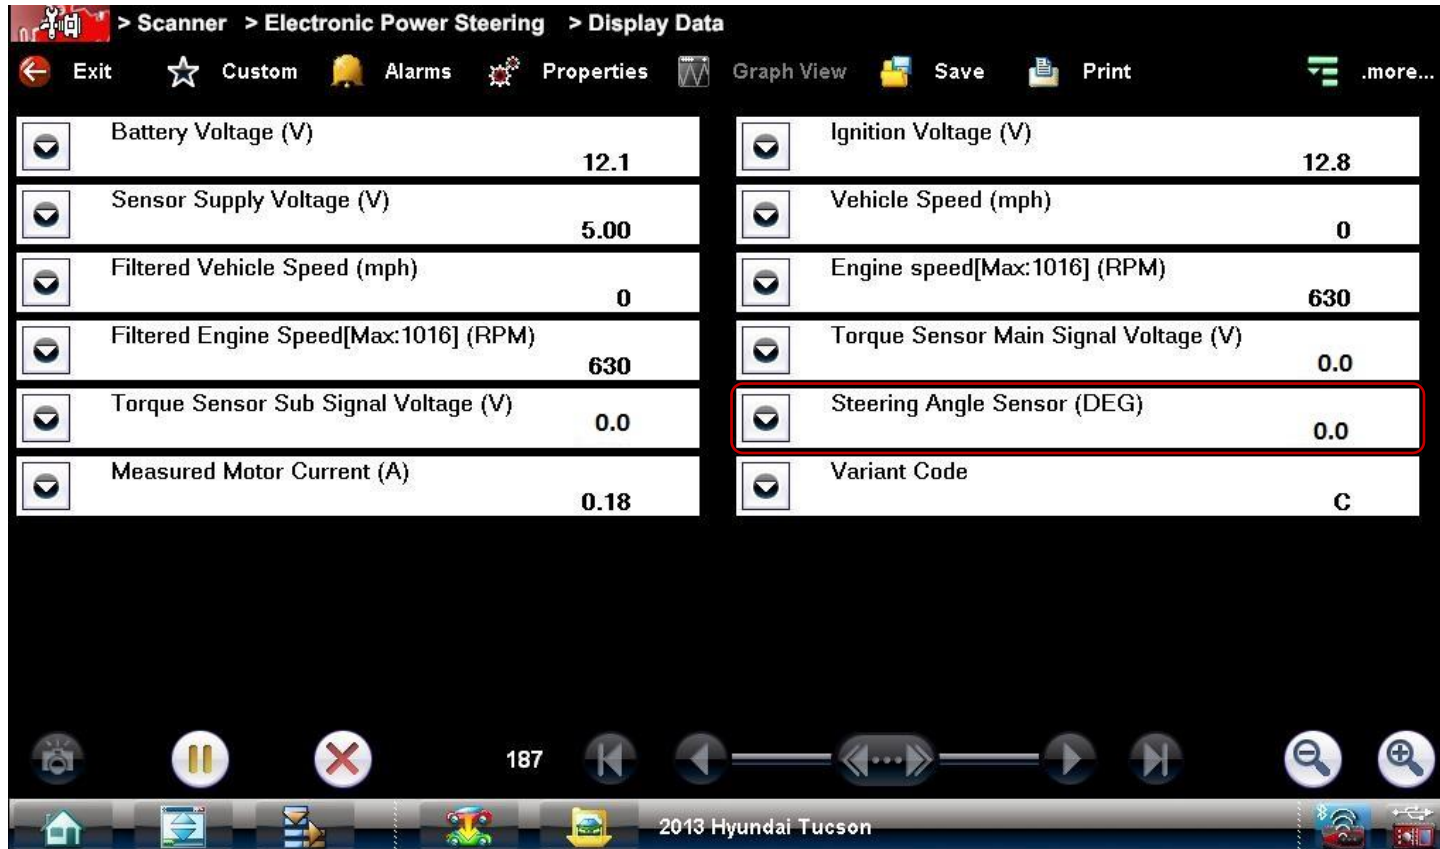 > Scanner > Electronic Power Steering > Display Data
Exit Custom Alarms Properties Graph View Save Print .more...
Battery Voltage (V)
12.1
Ignition Voltage (V)
12.8
Sensor Supply Voltage (V)
5.00
Vehicle Speed (mph)
0
Filtered Vehicle Speed (mph)
0
Engine speed[Max:1016] (RPM)
630
Filtered Engine Speed[Max:1016] (RPM)
630
Torque Sensor Main Signal Voltage (V)
0.0
Torque Sensor Sub Signal Voltage (V)
0.0
Steering Angle Sensor (DEG)
0.0
Measured Motor Current (A)
0.18
Variant Code
C
187
2013 Hyundai Tucson